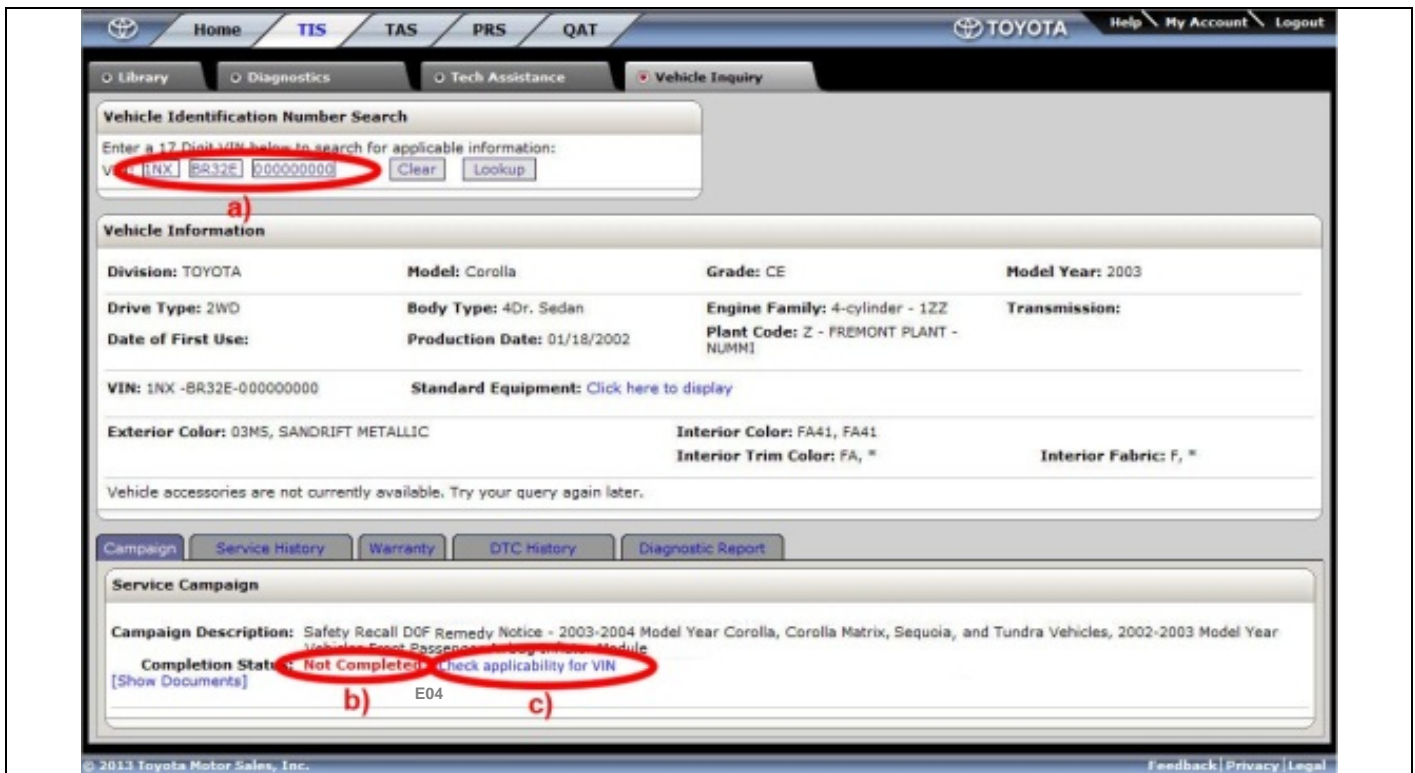 Home TIS TAS PRS QAT TOYOTA Help My Account Logout
Library Diagnostics Tech Assistance Vehicle Inquiry
Vehicle Identification Number Search
Enter a 17 Digit VIN below to search for applicable information:
1NX BR32E 000000000 Clear Lookup
a)
Vehicle Information
Division: TOYOTA Model: Corolla Grade: CE Model Year: 2003
Drive Type: 2WD Body Type: 4Dr. Sedan Engine Family: 4-cylinder - 1ZZ Transmission:
Date of First Use: Production Date: 01/18/2002 Plant Code: Z - FREMONT PLANT -
NUMMI
VIN: 1NX -BR32E-000000000 Standard Equipment: Click here to display
Exterior Color: 03M5, SANDRIFT METALLIC Interior Color: FA41, FA41
Interior Trim Color: FA, * Interior Fabric: F, *
Vehicle accessories are not currently available. Try your query again later.
Campaign Service History Warranty DTC History Diagnostic Report
Service Campaign
Campaign Description: Safety Recall D0F Remedy Notice - 2003-2004 Model Year Corolla, Corolla Matrix, Sequoia, and Tundra Vehicles, 2002-2003 Model Year
Front Passenger Module
Completion Status: Not Completed Check applicability for VIN
[Show Documents]
E04
b) c)
© 2013 Toyota Motor Sales, Inc. Feedback | Privacy | Legal